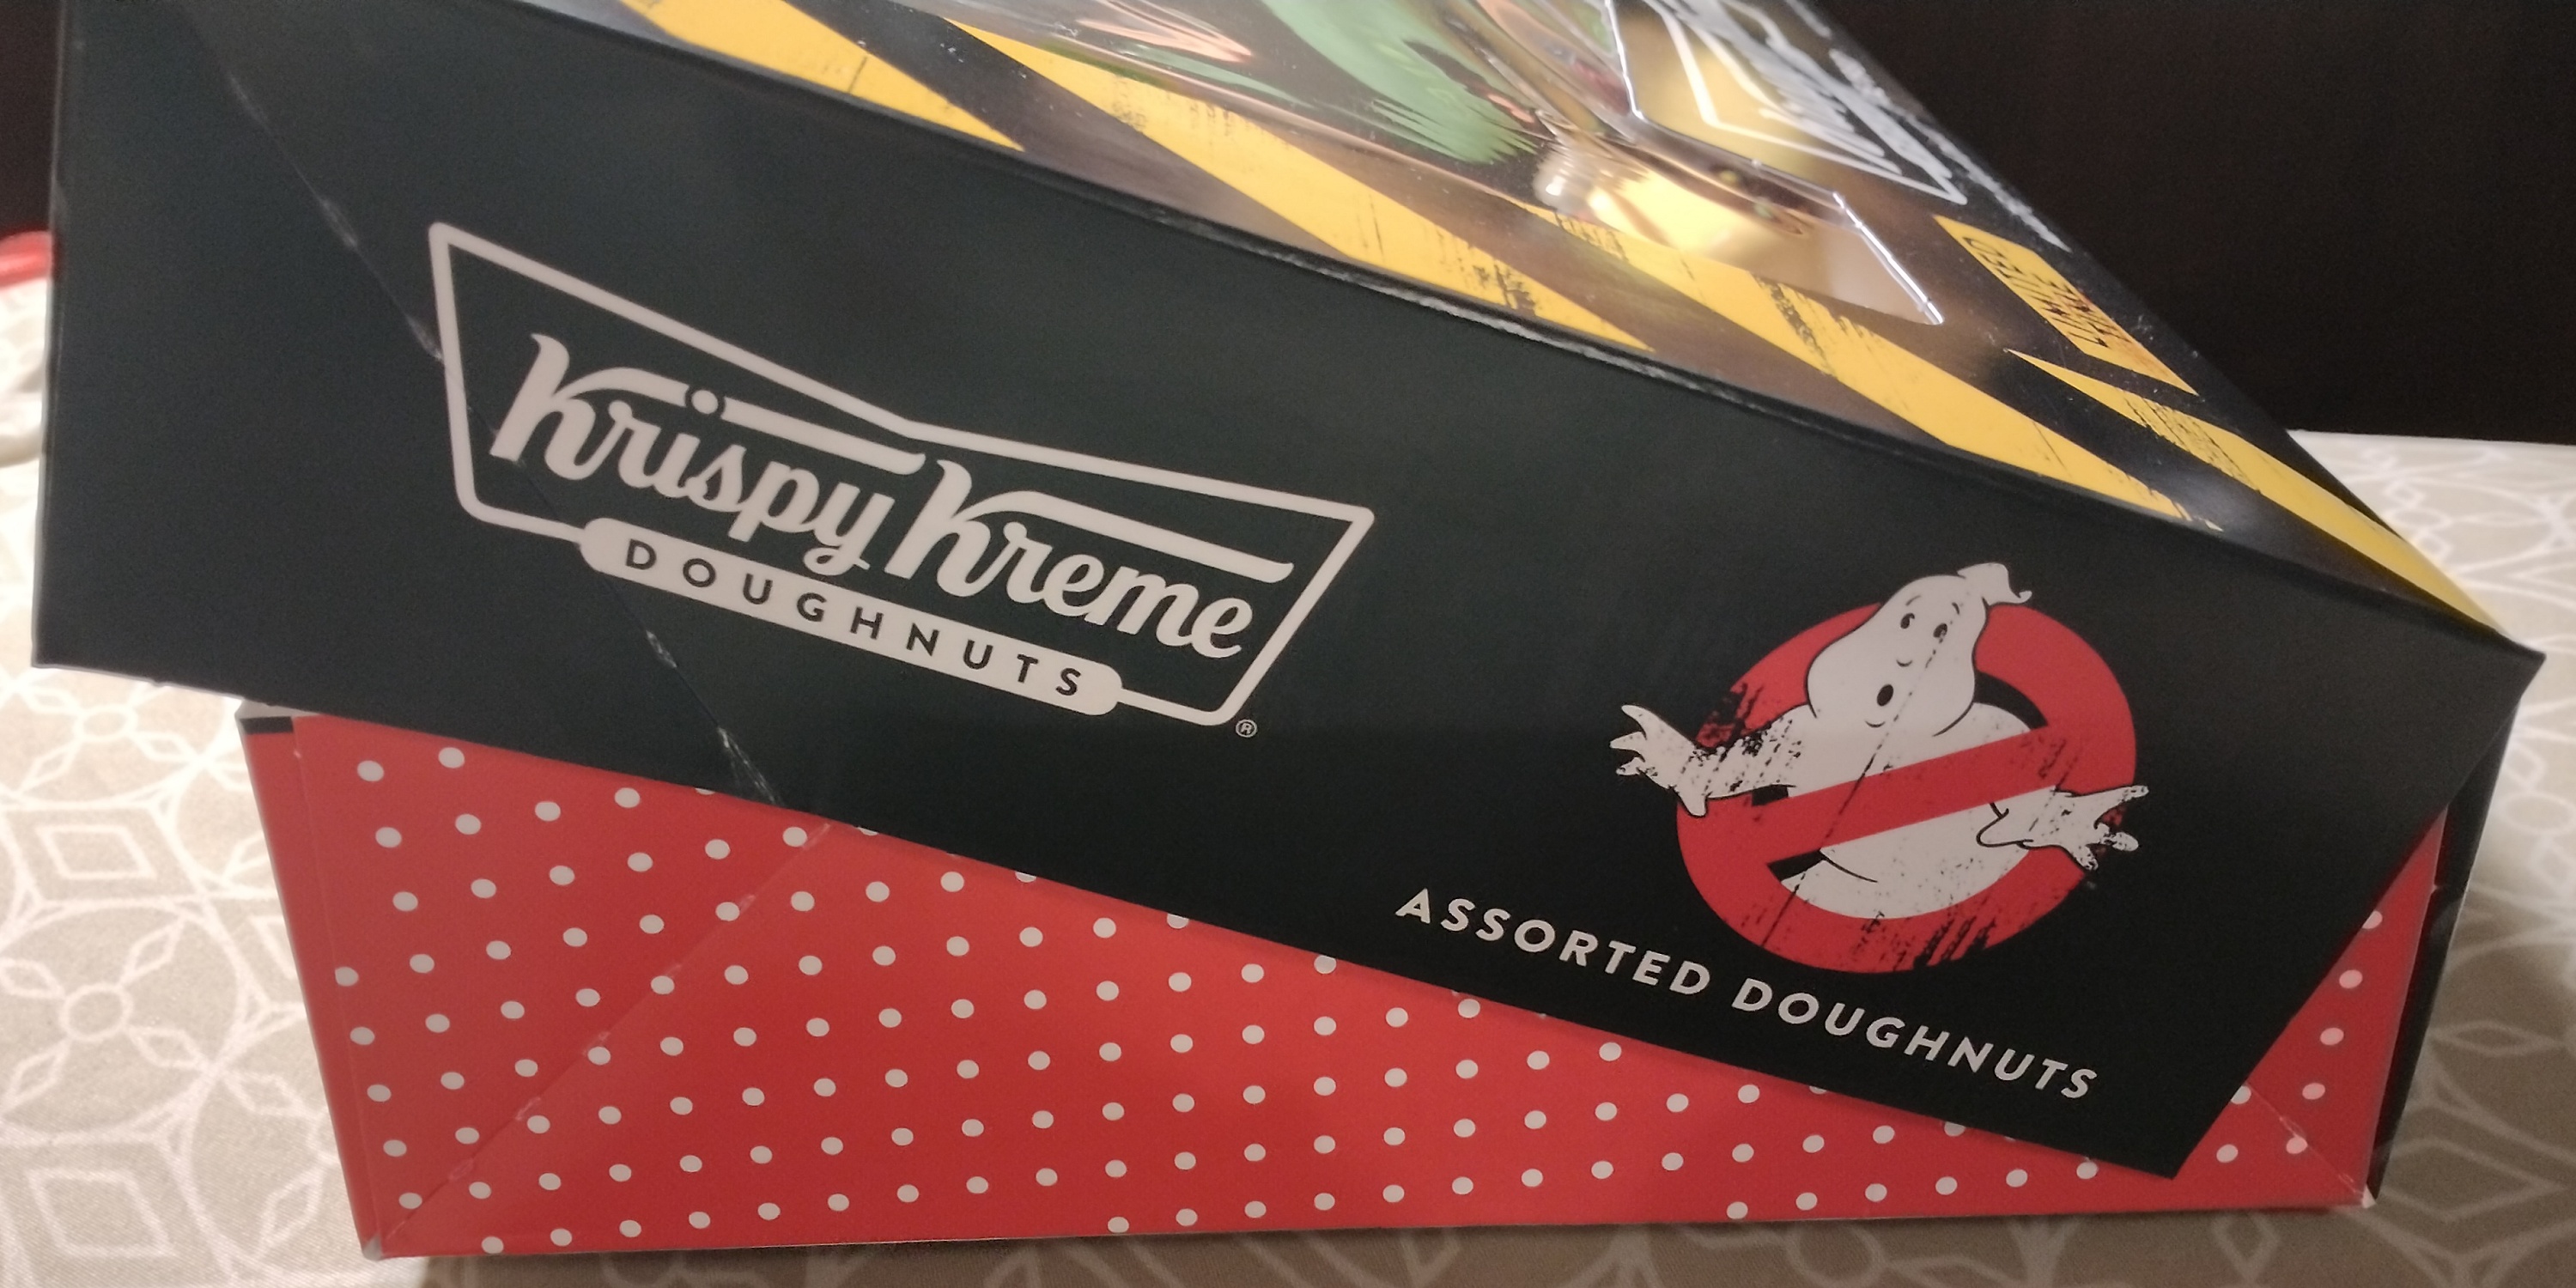 Krispy Kreme
DOUGHNUTS
®
ASSORTED DOUGHNUTS